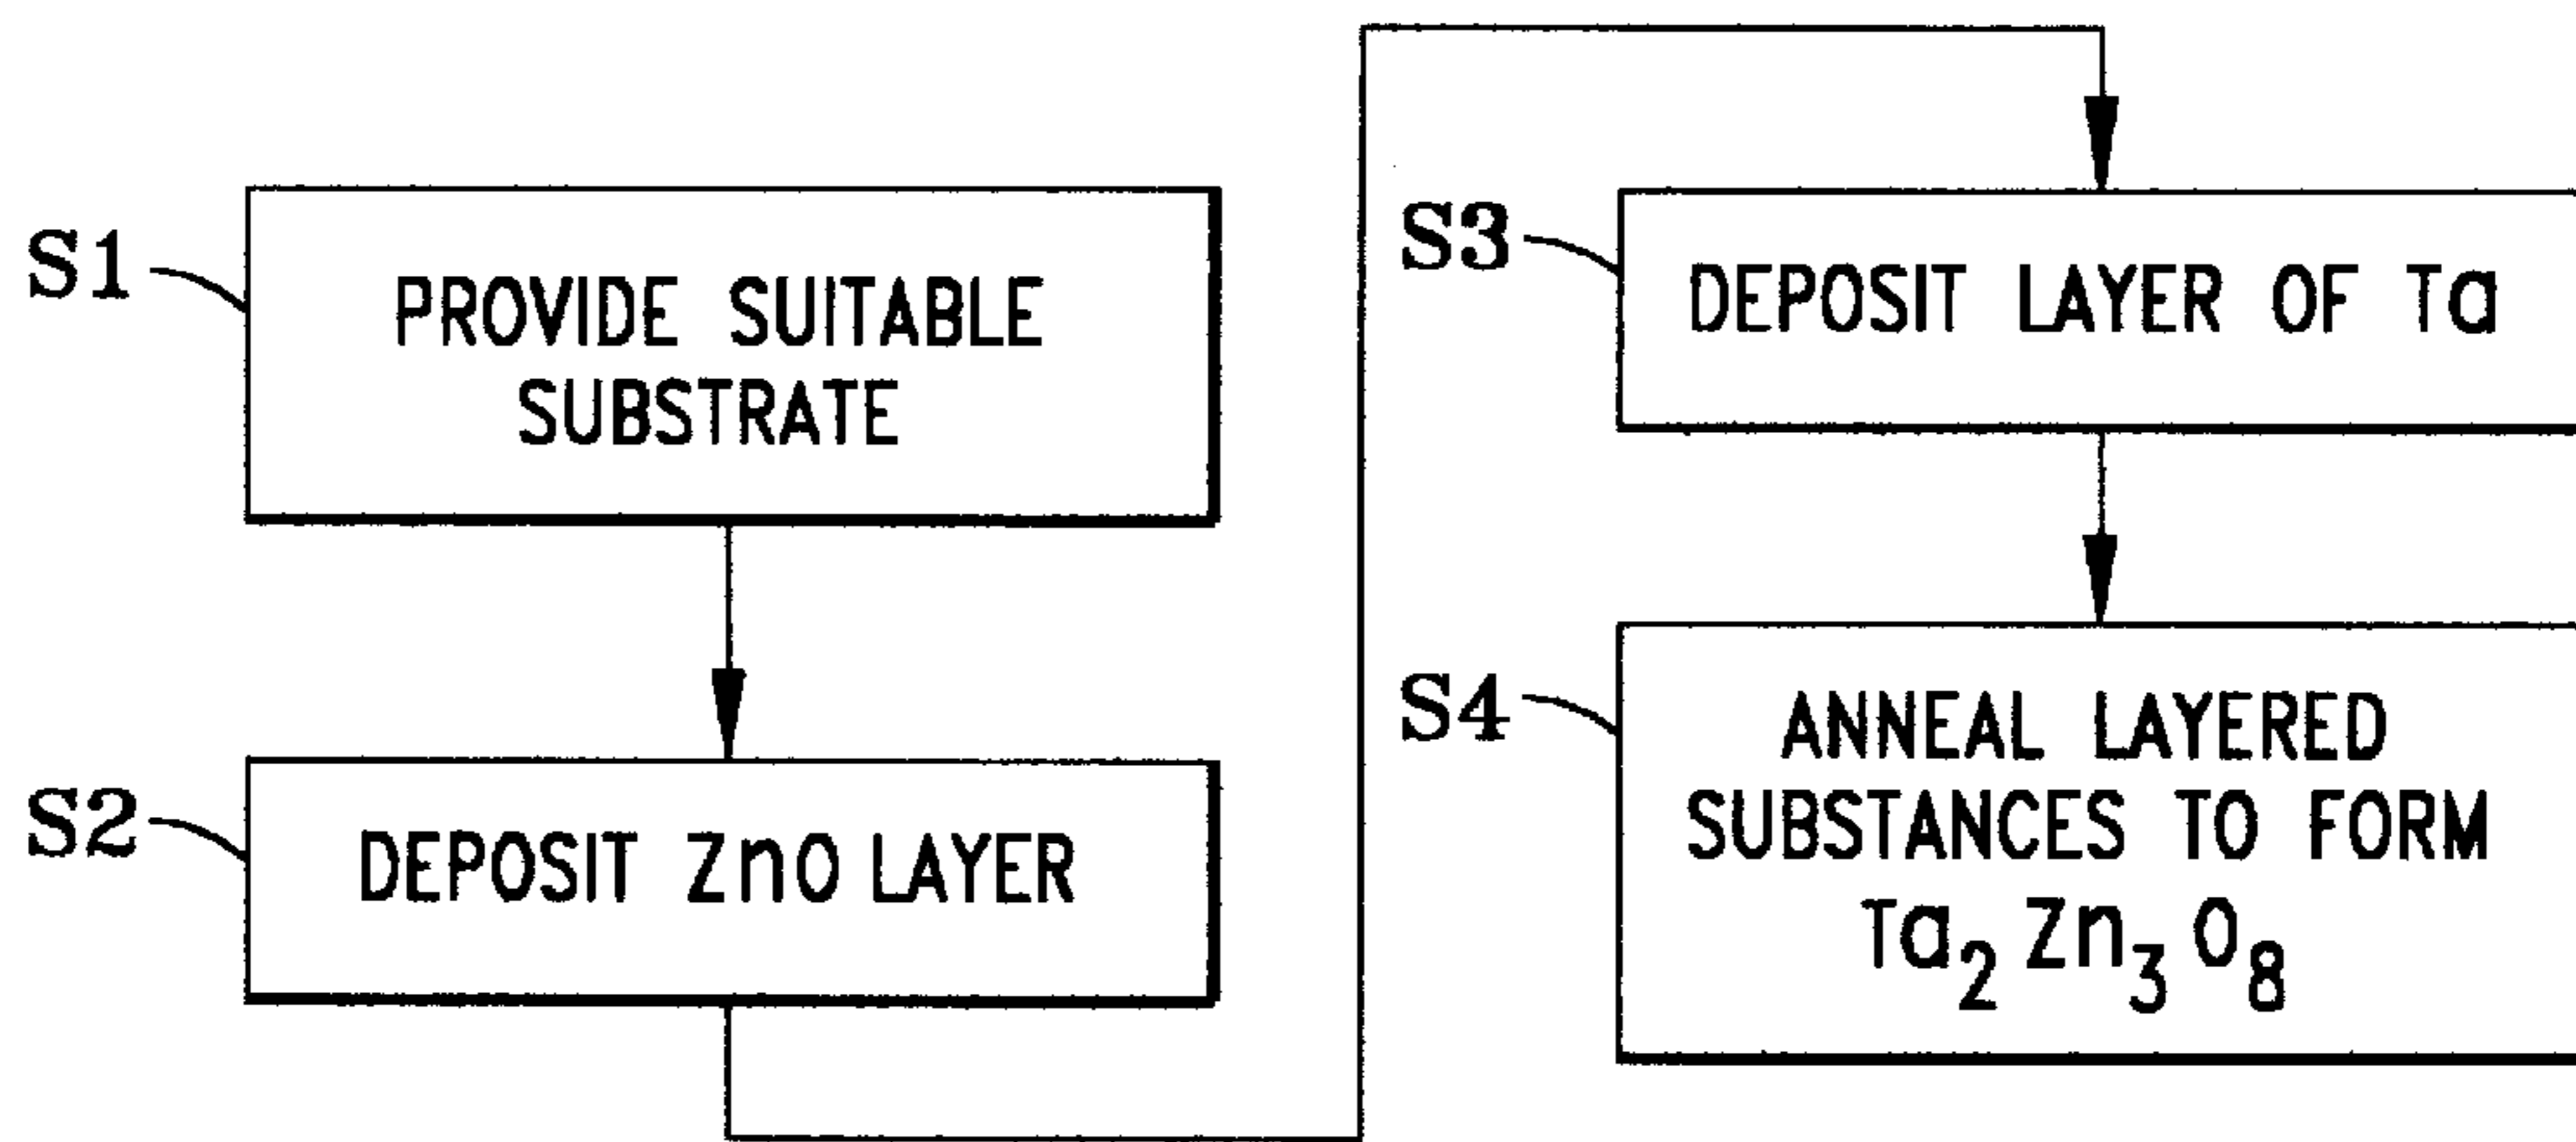 S1
PROVIDE SUITABLE
SUBSTRATE
S2
DEPOSIT ZnO LAYER
S3
DEPOSIT LAYER OF Ta
S4
ANNEAL LAYERED
SUBSTANCES TO FORM
Ta₂ Zn₃ O₈